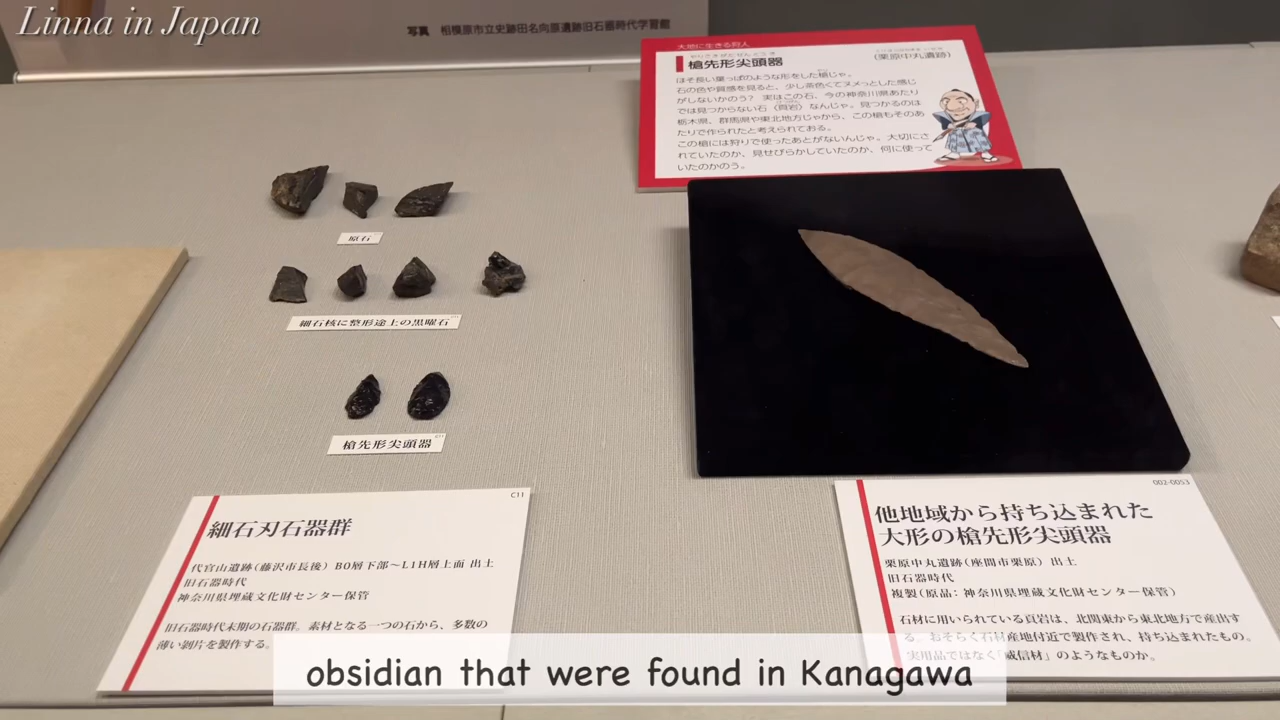 Linna in Japan
写真 相模原市立史跡田名向原遺跡旧石器時代学習館
大地に生きる狩人
槍先形尖頭器
(栗原中丸遺跡)
ほそ長い葉っぱのような形をした槍じゃ。
石の色や質感を見ると、少し茶色くてヌメっとした感じ
がしないかのう? 実はこの石、今の神奈川県あたり
では見つからない石〈頁岩〉なんじゃ。見つかるのは
栃木県、群馬県や東北地方じゃから、この槍もそのあ
たりで作られたと考えられておる。
この槍には狩りで使ったあとがないんじゃ。大切にさ
れていたのか、見せびらかしていたのか、何に使って
いたのかのう。
原石
細石核に整形途上の黒曜石
槍先形尖頭器
C11
細石刃石器群
代官山遺跡(藤沢市長後) B0層下部〜L1H層上面 出土
旧石器時代
神奈川県埋蔵文化財センター保管
旧石器時代末期の石器群。素材となる一つの石から、多数の
薄い剥片を製作する。
002-0053
他地域から持ち込まれた
大形の槍先形尖頭器
栗原中丸遺跡(座間市栗原) 出土
旧石器時代
複製(原品:神奈川県埋蔵文化財センター保管)
石材に用いられている頁岩は、北関東から東北地方で産出す
る。おそらく石材産地付近で製作され、持ち込まれたもの。
実用品ではなく「威信材」のようなものか。
obsidian that were found in Kanagawa